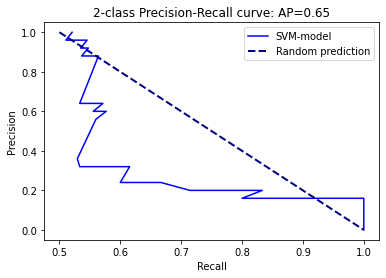 2-class Precision-Recall curve: AP=0.65
SVM-model
Random prediction
Precision
1.0
0.8
0.6
0.4
0.2
0.0
0.5 0.6 0.7 0.8 0.9 1.0
Recall